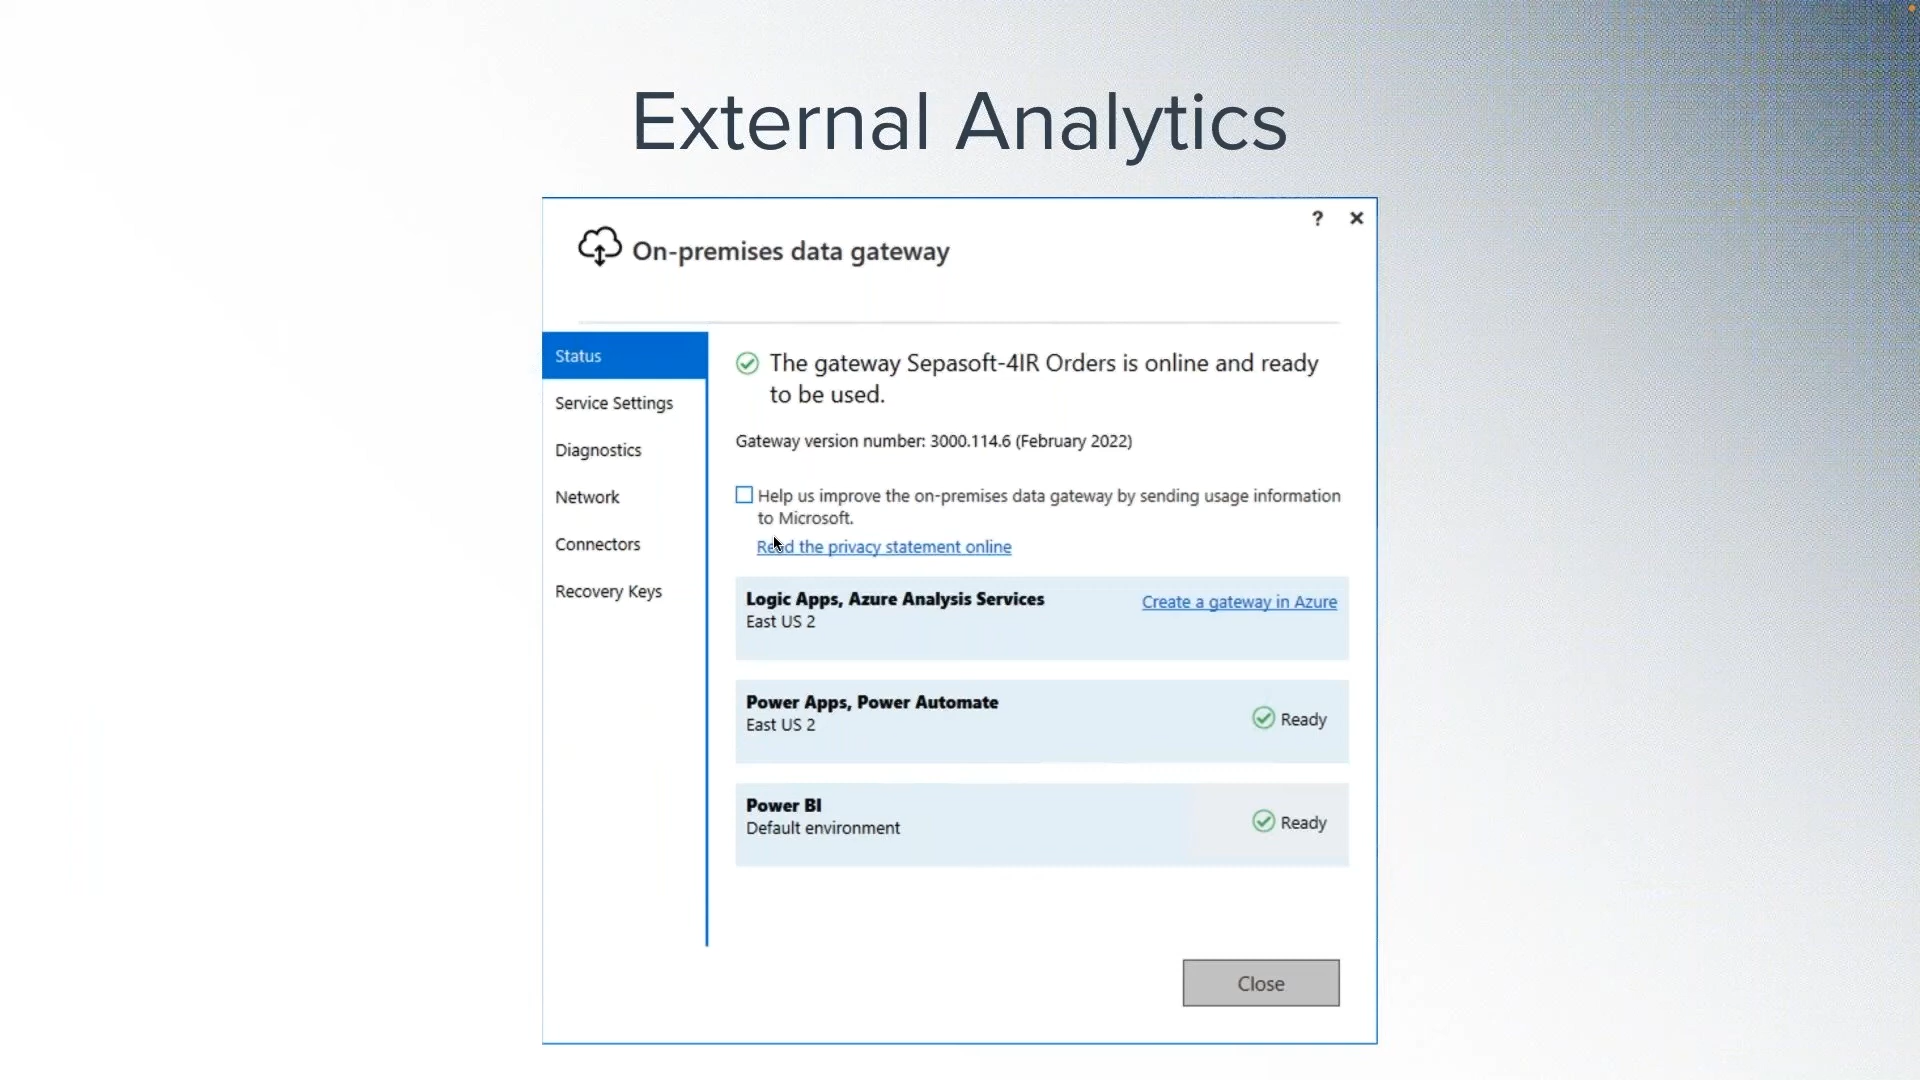 External Analytics
? ×
On-premises data gateway
Status
Service Settings
Diagnostics
Network
Connectors
Recovery Keys
The gateway Sepasoft-4IR Orders is online and ready
to be used.
Gateway version number: 3000.114.6 (February 2022)
Help us improve the on-premises data gateway by sending usage information
to Microsoft.
Read the privacy statement online
Logic Apps, Azure Analysis Services
Create a gateway in Azure
East US 2
Power Apps, Power Automate
East US 2
Ready
Power BI
Default environment
Ready
Close